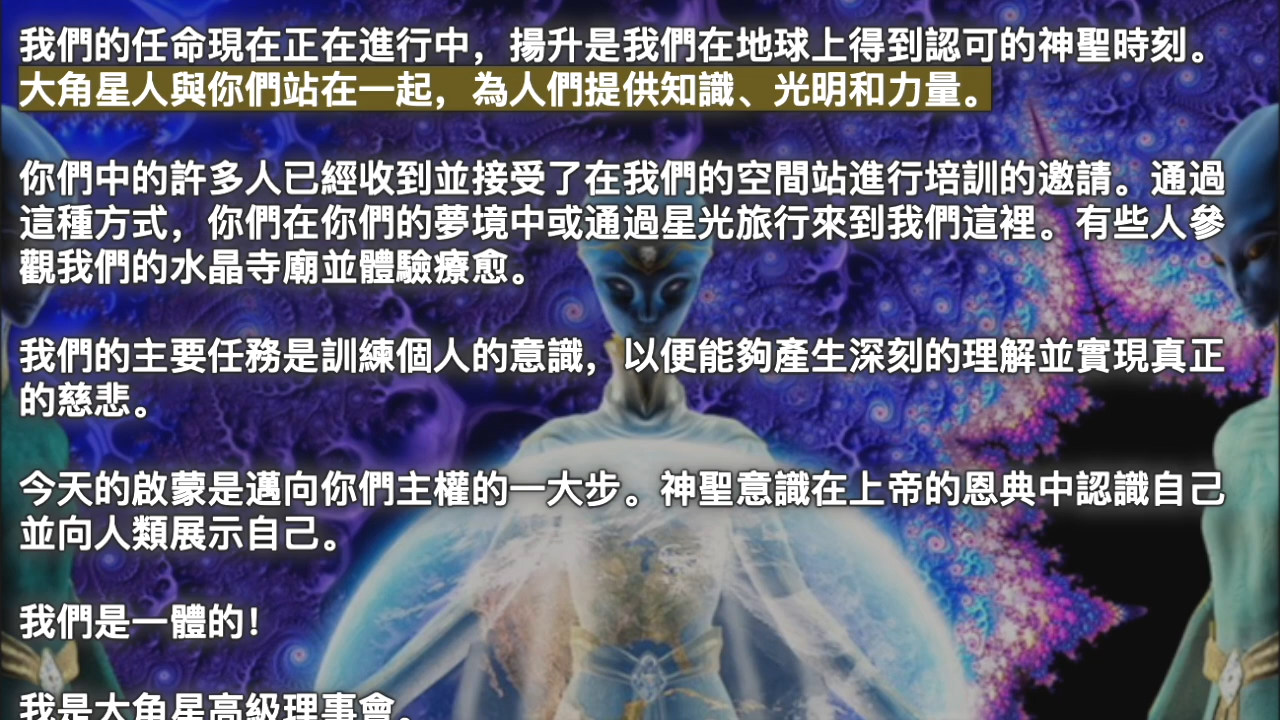 我們的任命現在正在進行中，揚升是我們在地球上得到認可的神聖時刻。
大角星人與你們站在一起，為人們提供知識、光明和力量。
你們中的許多人已經收到並接受了在我們的空間站進行培訓的邀請。通過
這種方式，你們在你們的夢境中或通過星光旅行來到我們這裡。有些人參
觀我們的水晶寺廟並體驗療愈。
我們的主要任務是訓練個人的意識，以便能夠產生深刻的理解並實現真正
的慈悲。
今天的啟蒙是邁向你們主權的一大步。神聖意識在上帝的恩典中認識自己
並向人類展示自己。
我們是一體的！
我是大角星高級理事會。